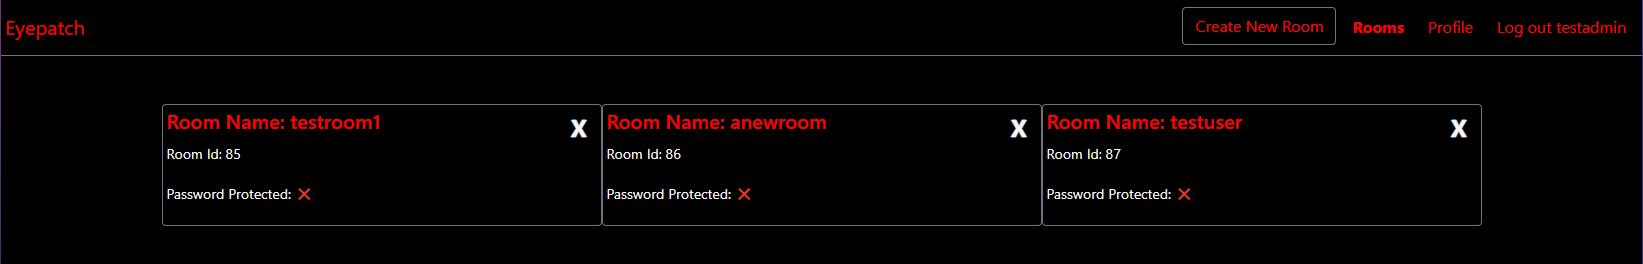 Eyepatch
Create New Room
Rooms
Profile
Log out testadmin
Room Name: testroom1
X
Room Id: 85
Password Protected: ✕
Room Name: anewroom
X
Room Id: 86
Password Protected: ✕
Room Name: testuser
X
Room Id: 87
Password Protected: ✕